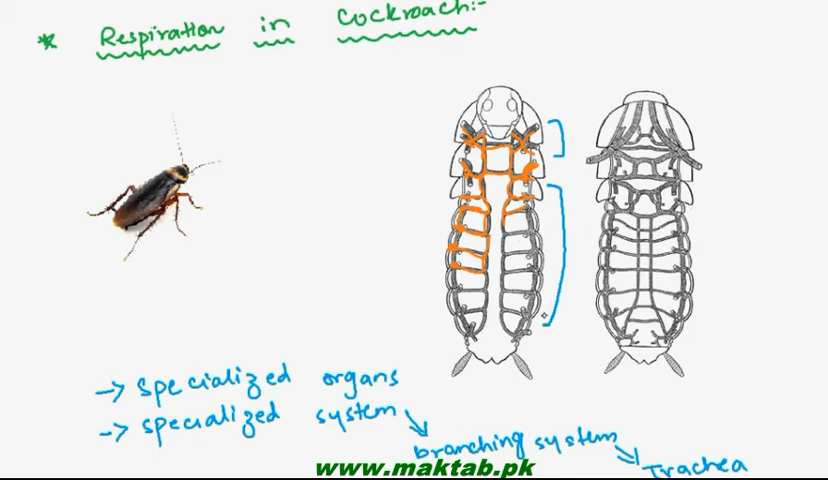 * Respiration in Cockroach:-
→ specialized organs
→ specialized system
branching system
Trachea
www.maktab.pk